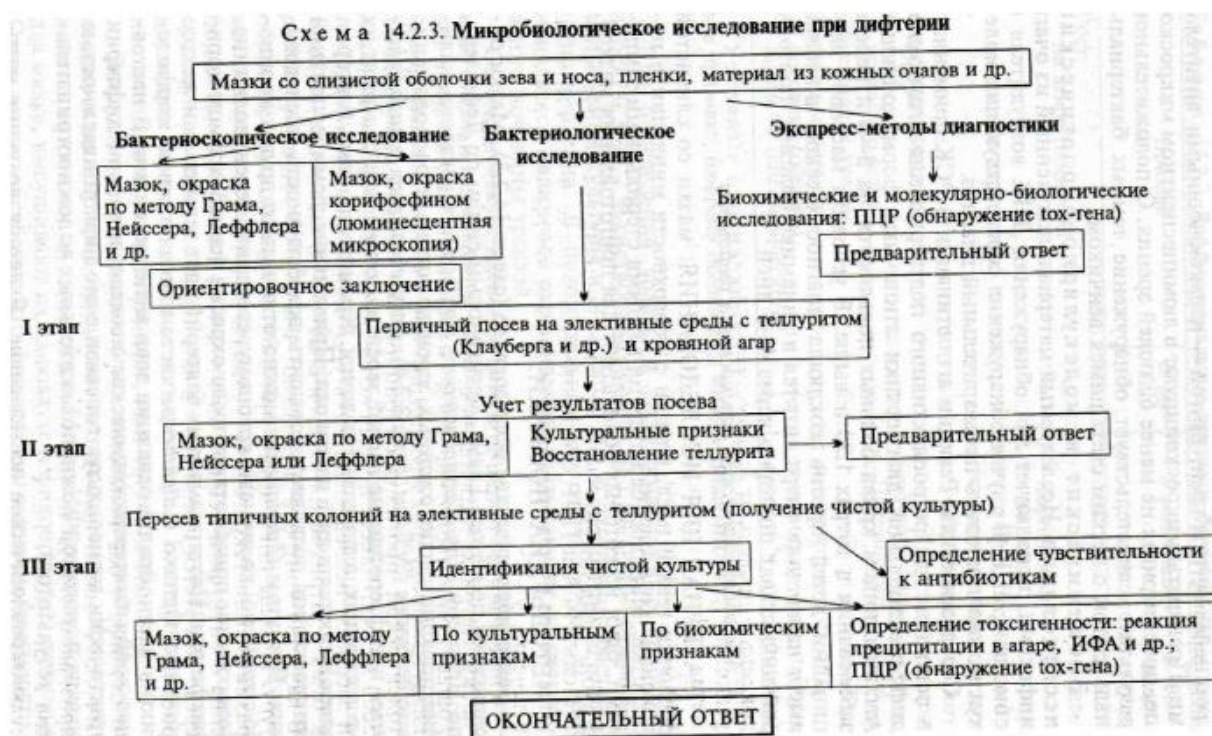 Схема 14.2.3. Микробиологическое исследование при дифтерии
Мазки со слизистой оболочки зева и носа, пленки, материал из кожных очагов и др.
Бактериоскопическое исследование
Бактериологическое
исследование
Экспресс-методы диагностики
Мазок, окраска
по методу Грама,
Нейссера, Леффлера
и др.
Мазок, окраска
корифосфином
(люминесцентная
микроскопия)
Биохимические и молекулярно-биологические
исследования: ПЦР (обнаружение tox-гена)
Предварительный ответ
Ориентировочное заключение
I этап
Первичный посев на элективные среды с теллуритом
(Клауберга и др.) и кровяной агар
Учет результатов посева
II этап
Мазок, окраска по методу Грама,
Нейссера или Леффлера
Культуральные признаки
Восстановление теллурита
Предварительный ответ
Пересев типичных колоний на элективные среды с теллуритом (получение чистой культуры)
III этап
Идентификация чистой культуры
Определение чувствительности
к антибиотикам
Мазок, окраска по методу
Грама, Нейссера, Леффлера
и др.
По культуральным
признакам
По биохимическим
признакам
Определение токсигенности: реакция
преципитации в агаре, ИФА и др.;
ПЦР (обнаружение tox-гена)
ОКОНЧАТЕЛЬНЫЙ ОТВЕТ